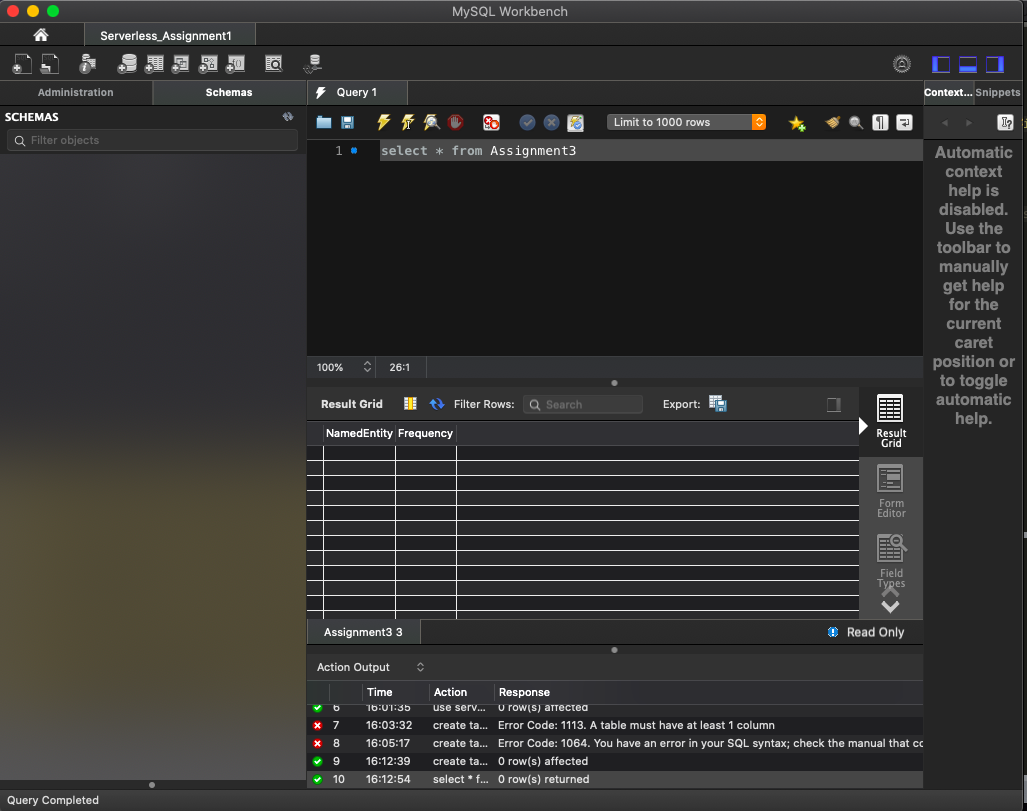 MySQL Workbench
Serverless_Assignment1
Administration
Schemas
Query 1
Context...
Snippets
SCHEMAS
Filter objects
Limit to 1000 rows
1
select * from Assignment3
Automatic
context
help is
disabled.
Use the
toolbar to
manually
get help
for the
current
caret
position or
to toggle
automatic
help.
100%
26:1
Result Grid
Filter Rows:
Search
Export:
NamedEntity
Frequency
Result
Grid
Form
Editor
Field
Types
Assignment3 3
Read Only
Action Output
Time Action Response
6 16:01:35 use serv... 0 row(s) affected
7 16:03:32 create ta... Error Code: 1113. A table must have at least 1 column
8 16:05:17 create ta... Error Code: 1064. You have an error in your SQL syntax; check the manual that co
9 16:12:39 create ta... 0 row(s) affected
10 16:12:54 select * f... 0 row(s) returned
Query Completed